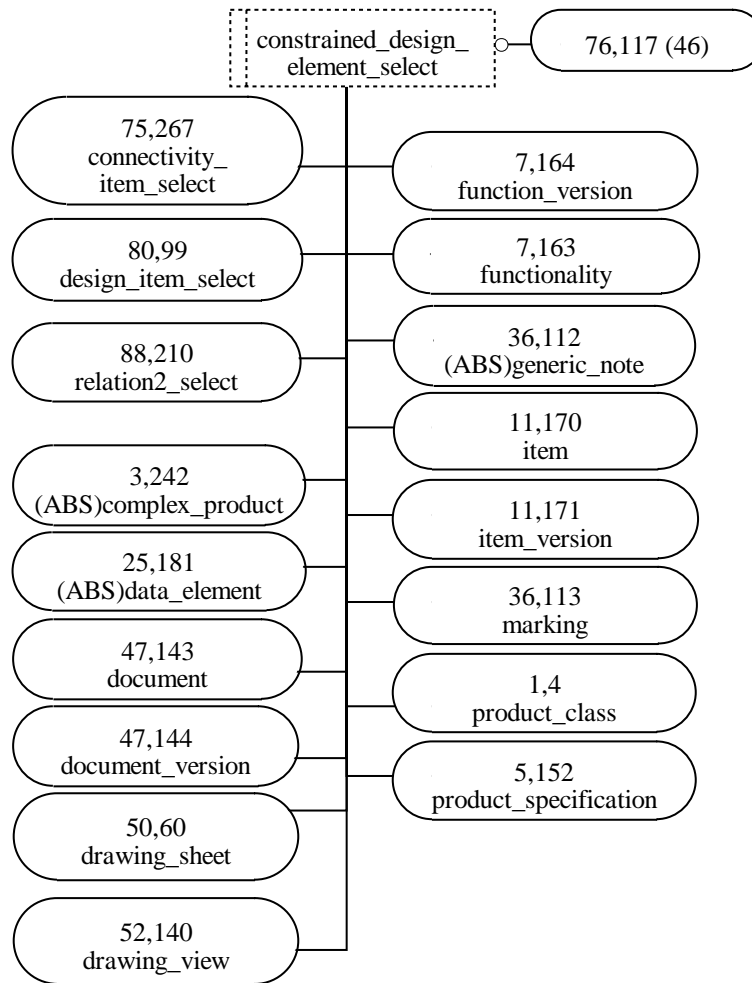 constrained_design_
element_select
76,117 (46)
75,267
connectivity_
item_select
7,164
function_version
80,99
design_item_select
7,163
functionality
36,112
(ABS)generic_note
88,210
relation2_select
11,170
item
3,242
(ABS)complex_product
11,171
item_version
25,181
(ABS)data_element
36,113
marking
47,143
document
1,4
product_class
47,144
document_version
5,152
product_specification
50,60
drawing_sheet
52,140
drawing_view